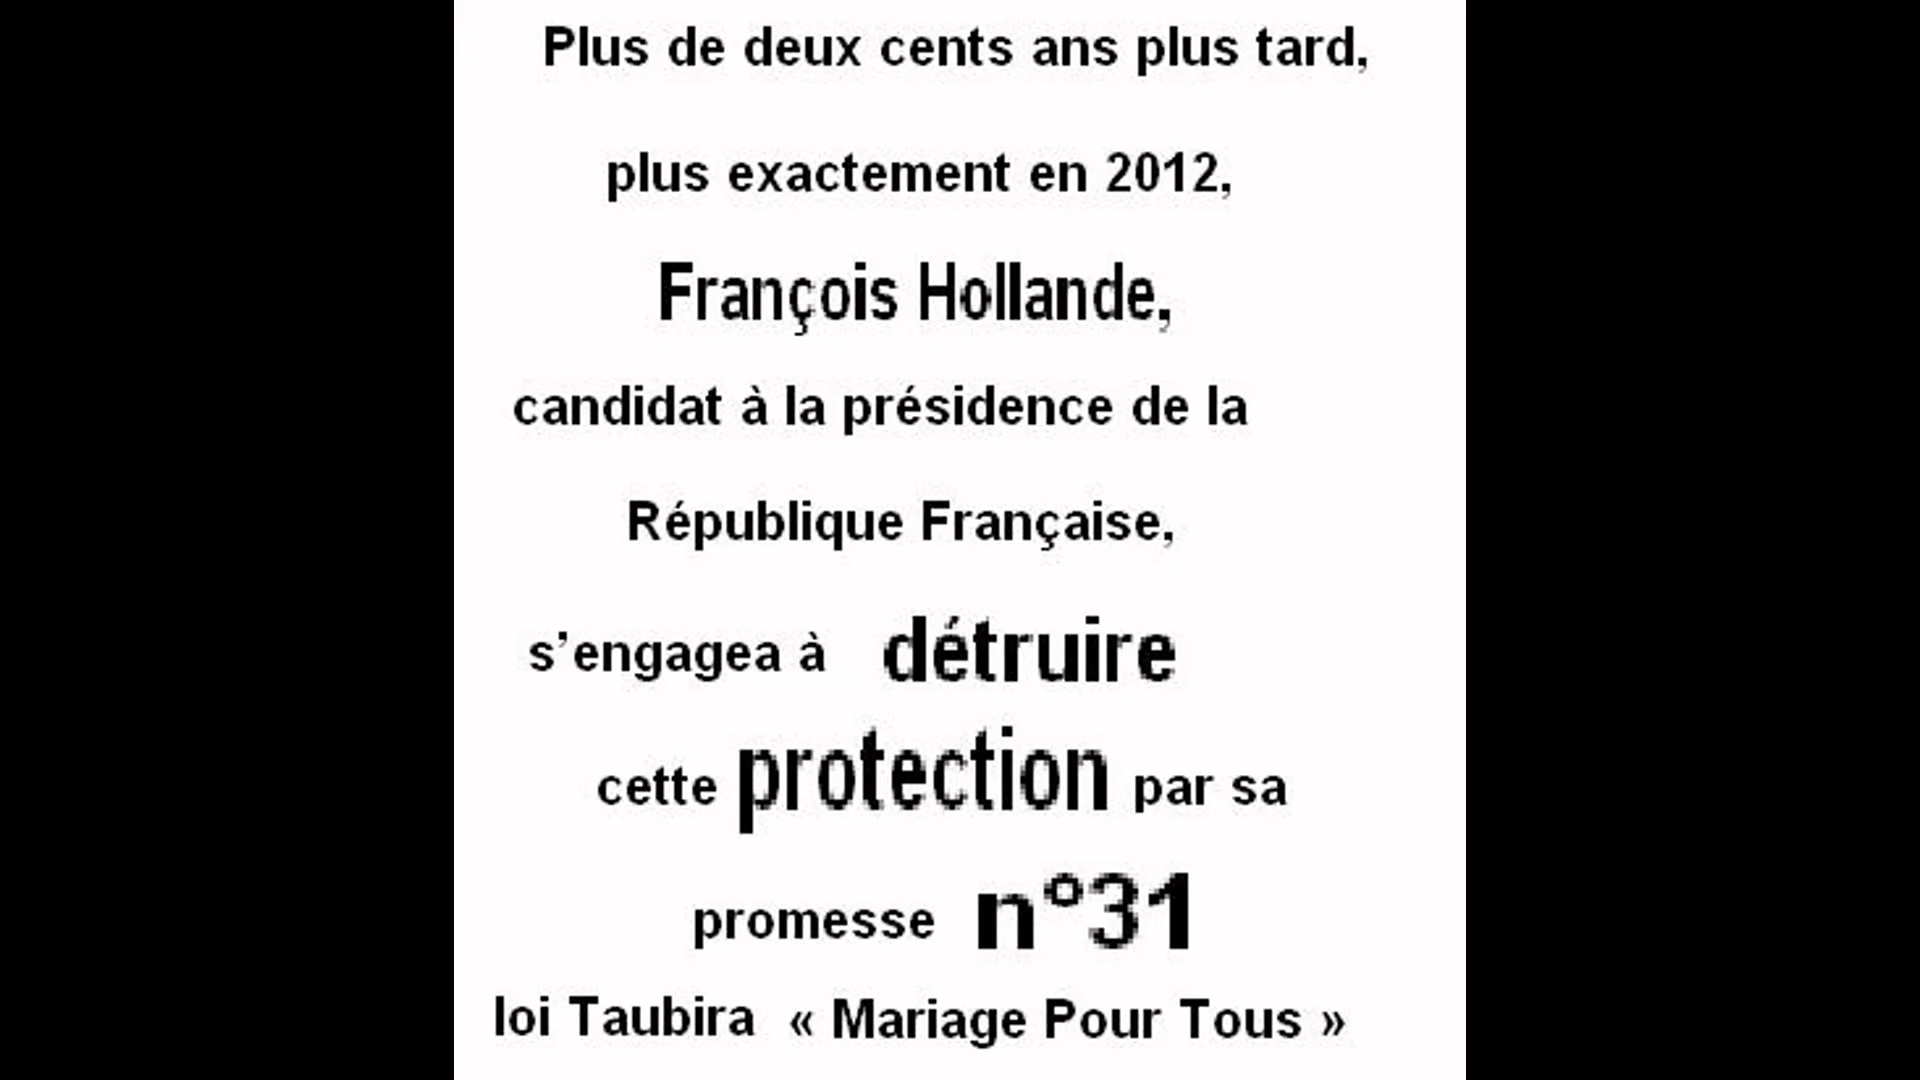 Plus de deux cents ans plus tard,
plus exactement en 2012,
François Hollande,
candidat à la présidence de la
République Française,
s’engagea à détruire
cette protection par sa
promesse n°31
loi Taubira « Mariage Pour Tous »